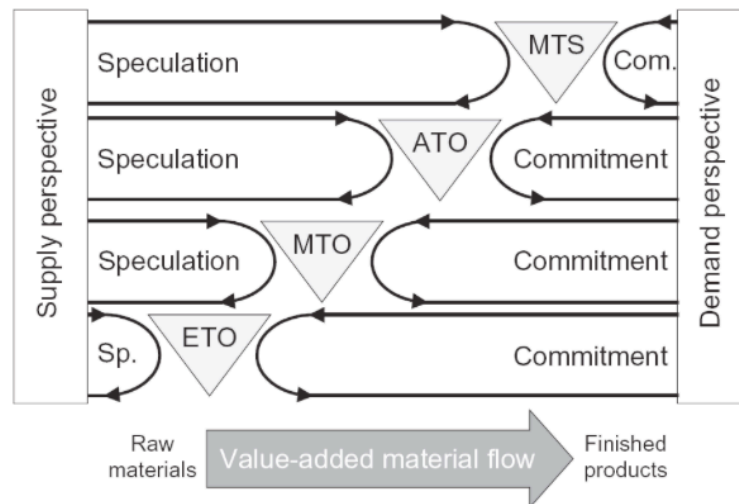 Supply perspective
Speculation
MTS
Com.
Speculation
ATO
Commitment
Speculation
MTO
Commitment
Sp.
ETO
Commitment
Demand perspective
Raw
materials
Value-added material flow
Finished
products